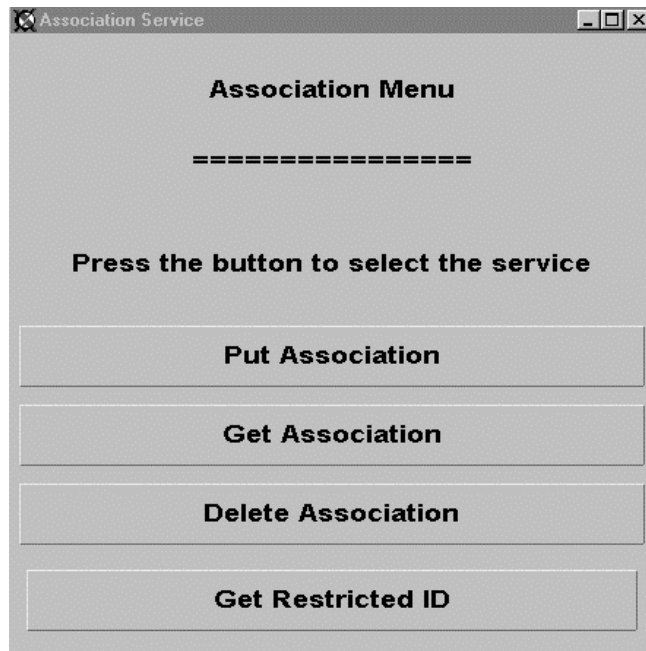 Association Service
Association Menu
================
Press the button to select the service
Put Association
Get Association
Delete Association
Get Restricted ID